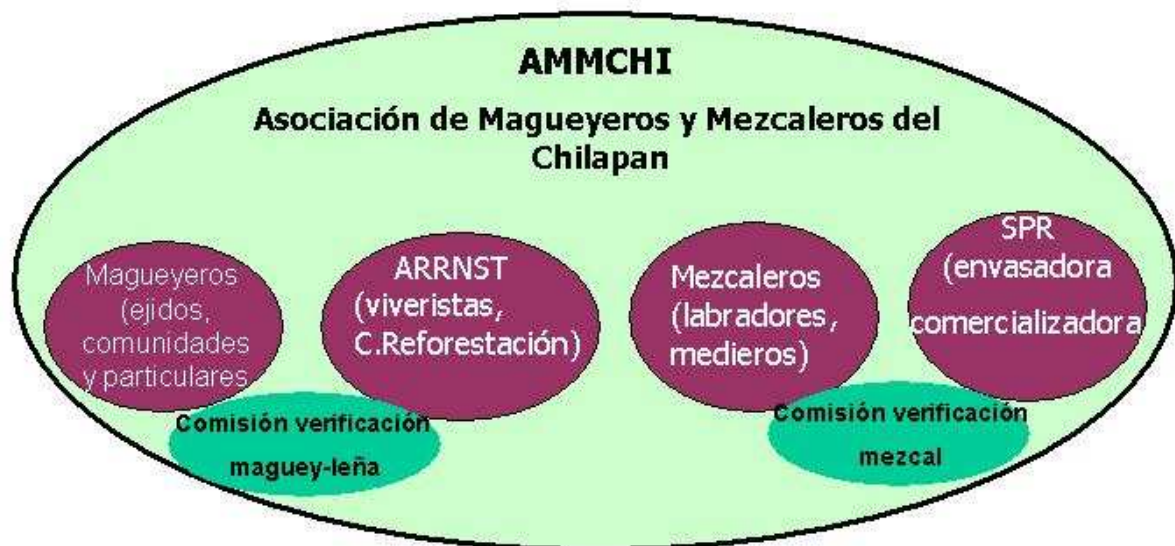 AMMCHI
Asociación de Magueyeros y Mezcaleros del
Chilapan
Magueyeros
(ejidos,
comunidades
y particulares
ARRNST
(viveristas,
C.Reforestación)
Mezcaleros
(labradores,
medieros)
SPR
(envasadora
comercializadora
Comisión verificación
maguey-leña
Comisión verificación
mezcal